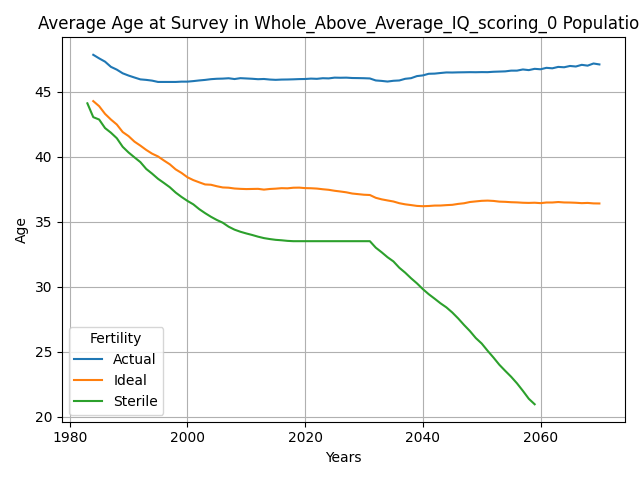 Average Age at Survey in Whole_Above_Average_IQ_scoring_0 Populatio
Age
45
40
35
30
25
20
Fertility
Actual
Ideal
Sterile
1980
2000
2020
2040
2060
Years